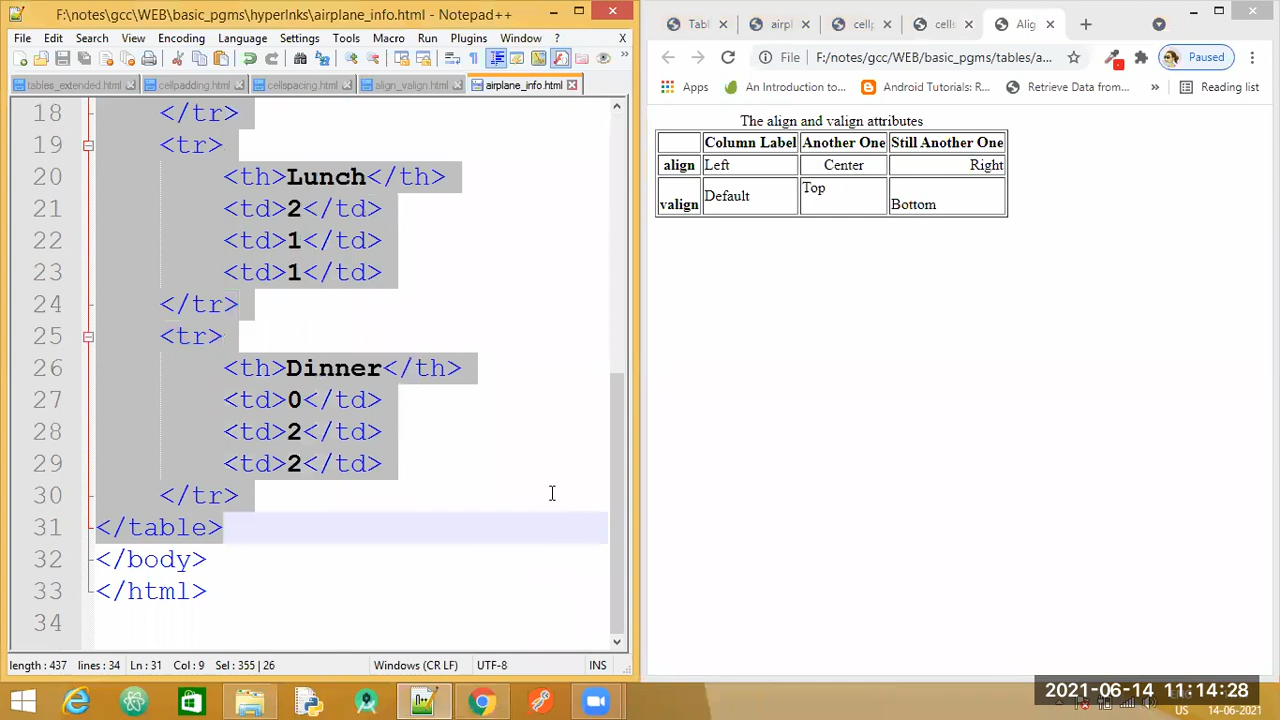 F:\notes\gcc\WEB\basic_pgms\hyperlnks\airplane_info.html - Notepad++
File Edit Search View Encoding Language Settings Tools Macro Run Plugins Window ? X
tables_extended.html cellpadding.html cellspacing.html align_valign.html airplane_info.html
18 </tr>
19 <tr>
20 <th>Lunch</th>
21 <td>2</td>
22 <td>1</td>
23 <td>1</td>
24 </tr>
25 <tr>
26 <th>Dinner</th>
27 <td>0</td>
28 <td>2</td>
29 <td>2</td>
30 </tr>
31 </table>
32 </body>
33 </html>
34
length : 437 lines : 34 Ln : 31 Col : 9 Sel : 355 | 26 Windows (CR LF) UTF-8 INS
Tabl airpl cellp cells Alig
File F:/notes/gcc/WEB/basic_pgms/tables/a... Paused
Apps An Introduction to... Android Tutorials: R... Retrieve Data from... » Reading list
The align and valign attributes
Column Label Another One Still Another One
align Left Center Right
valign Default Top Bottom
2021-06-14 11:14:28
US 14-06-2021